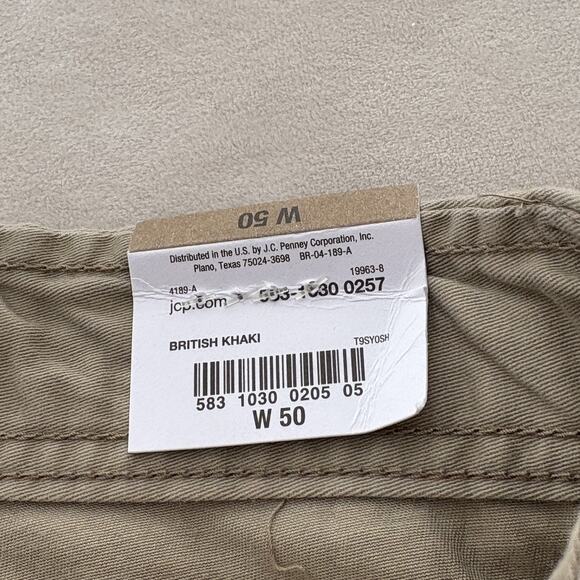 W 50
Distributed in the U.S. by J.C. Penney Corporation, Inc.
Plano, Texas 75024-3698 BR-04-189-A
4189-A 19963-8
jcp.com 583-1030 0257
BRITISH KHAKI T9SY0SH
583 1030 0205 05
W 50